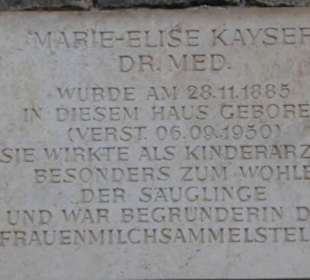 MARIE-ELISE KAYSER
DR. MED.
WURDE AM 28.11.1885
IN DIESEM HAUS GEBORE
(VERST. 06.09.1950)
SIE WIRKTE ALS KINDERARZ
BESONDERS ZUM WOHLE
DER SÄUGLINGE
UND WAR BEGRÜNDERIN D
FRAUENMILCHSAMMELSTEL